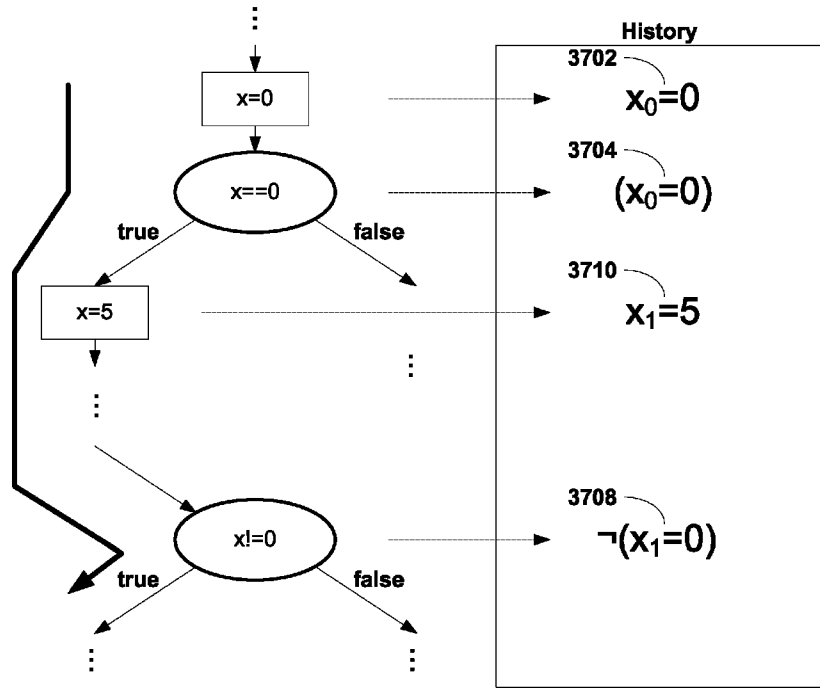 History
3702
x=0
x₀=0
3704
x==0
(x₀=0)
true
false
3710
x=5
x₁=5
3708
x!=0
¬(x₁=0)
true
false